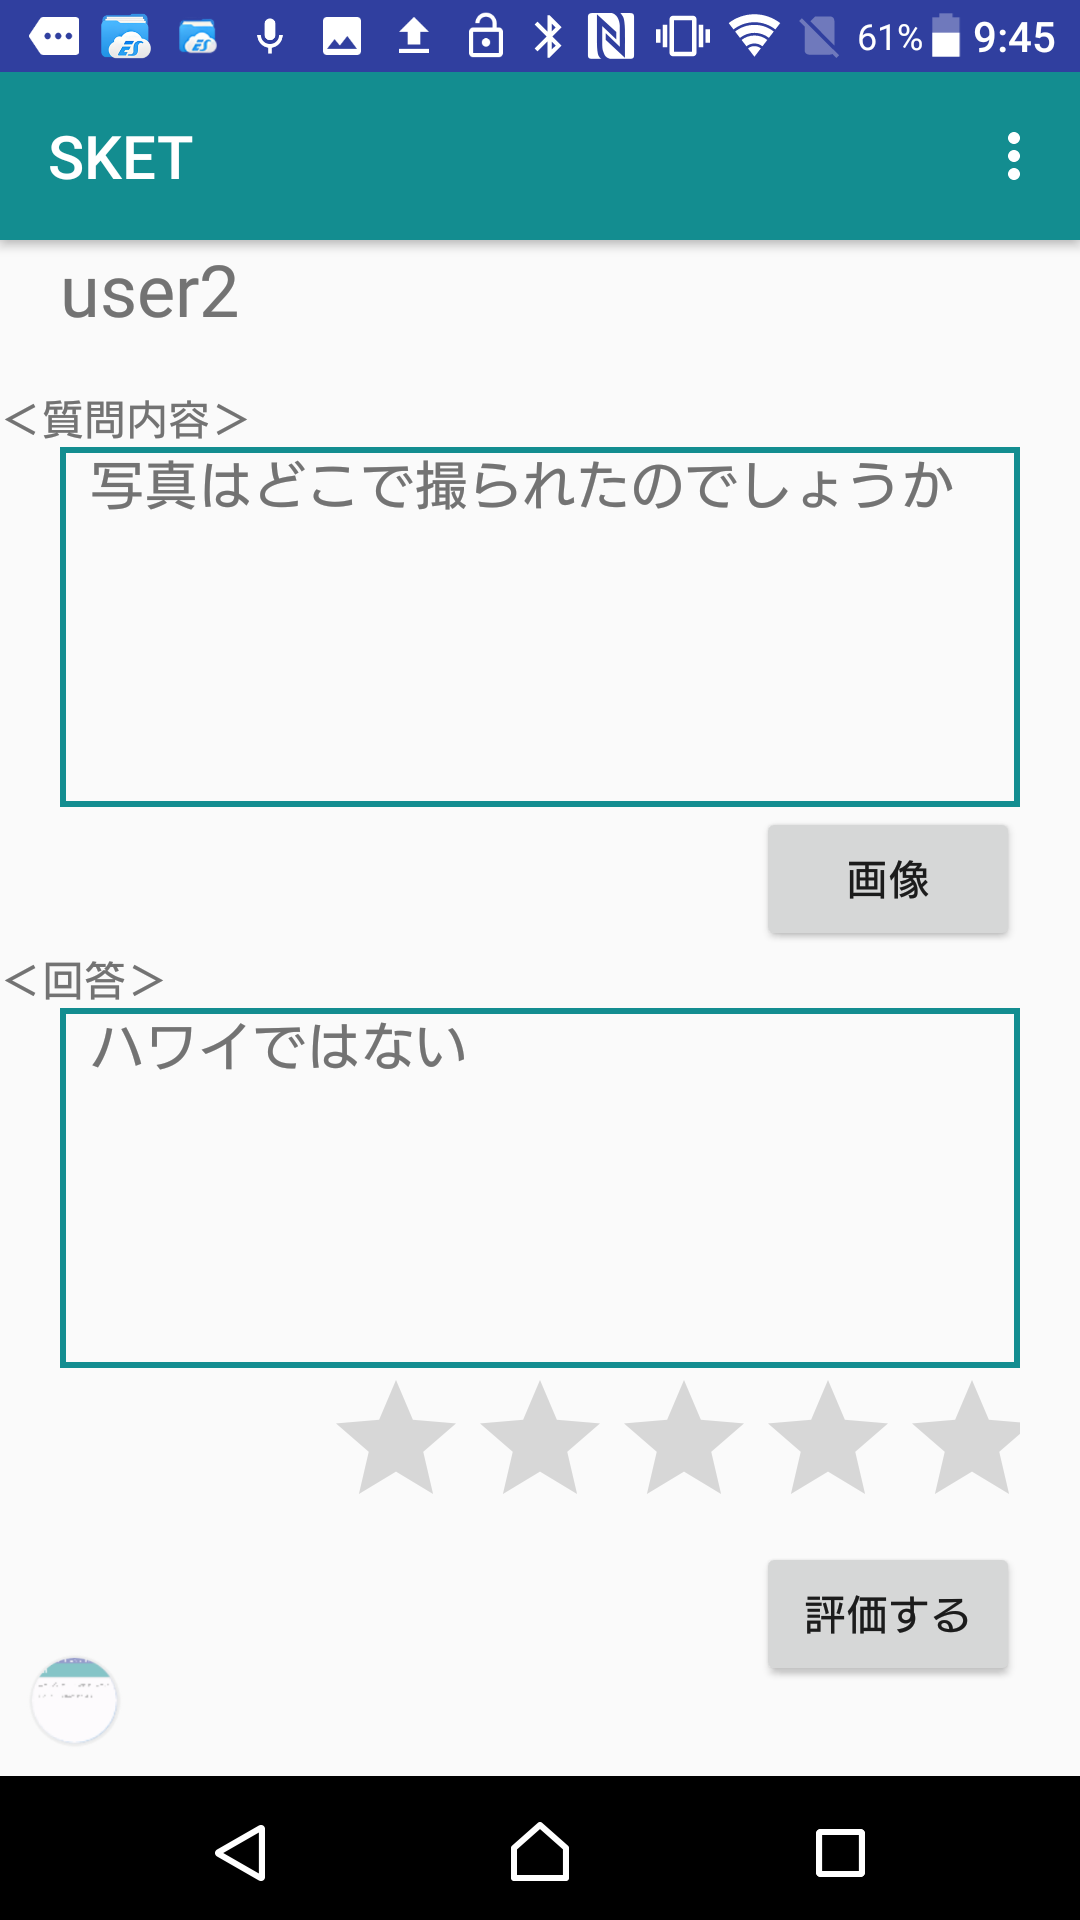 61% 9:45
SKET
user2
＜質問内容＞
写真はどこで撮られたのでしょうか
画像
＜回答＞
ハワイではない
評価する